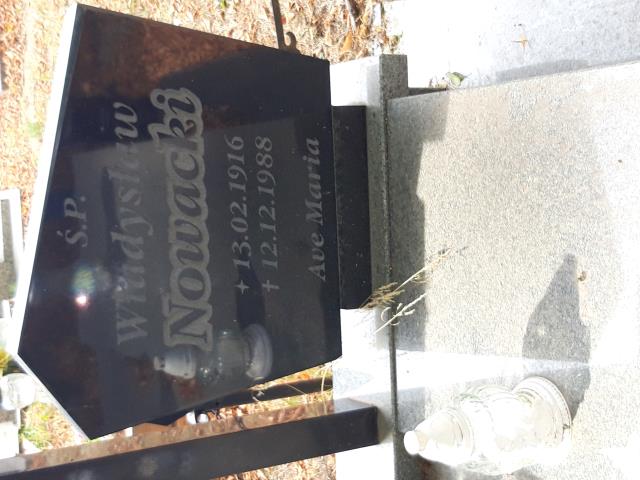 Ś.P.
Władysław
Nowacki
+ 13.02.1916
+ 12.12.1988
Ave Maria